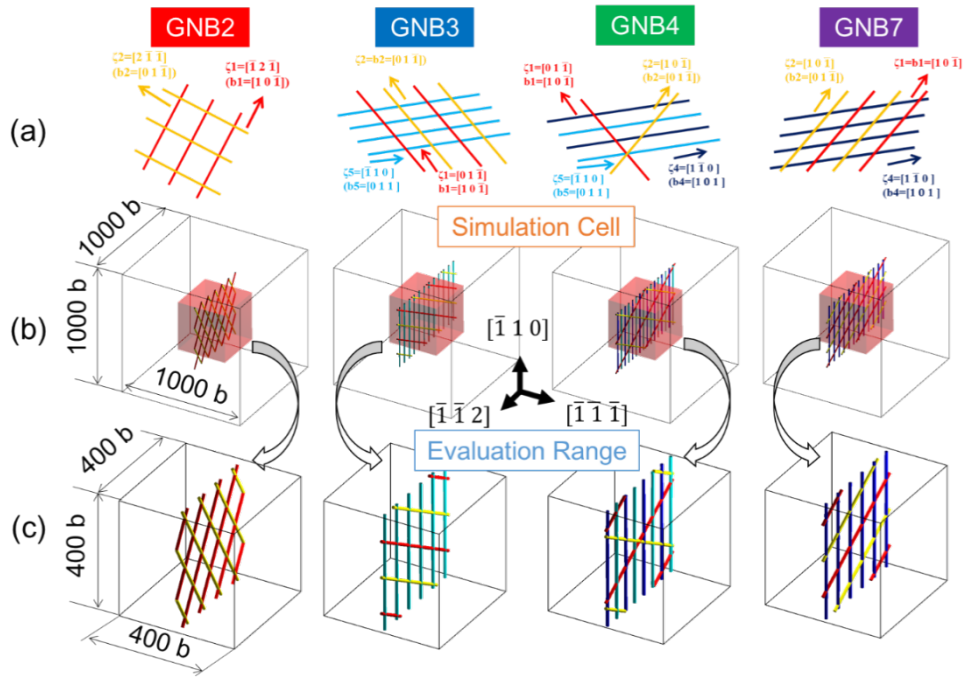 GNB2
GNB3
GNB4
GNB7
(a)
ζ2=[2 1̅ 1̅]
(b2=[0 1 1̅])
ζ1=[1̅ 2 1̅]
(b1=[1 0 1̅])
ζ2=b2=[0 1 1̅])
ζ5=[1̅ 1 0]
(b5=[0 1 1]
ζ1=[0 1 1̅]
b1=[1 0 1̅]
ζ1=[0 1 1̅]
b1=[1 0 1̅]
ζ2=[1 0 1̅]
(b2=[0 1 1̅])
ζ5=[1̅ 1 0]
(b5=[0 1 1]
ζ4=[1 1̅ 0]
(b4=[1 0 1]
ζ2=[1 0 1̅]
(b2=[0 1 1̅])
ζ1=b1=[1 0 1̅]
ζ4=[1 1̅ 0]
(b4=[1 0 1]
Simulation Cell
(b)
1000 b
1000 b
1000 b
[1̅ 1 0]
[1̅ 1̅ 2]
[1̅ 1̅ 1̅]
Evaluation Range
(c)
400 b
400 b
400 b